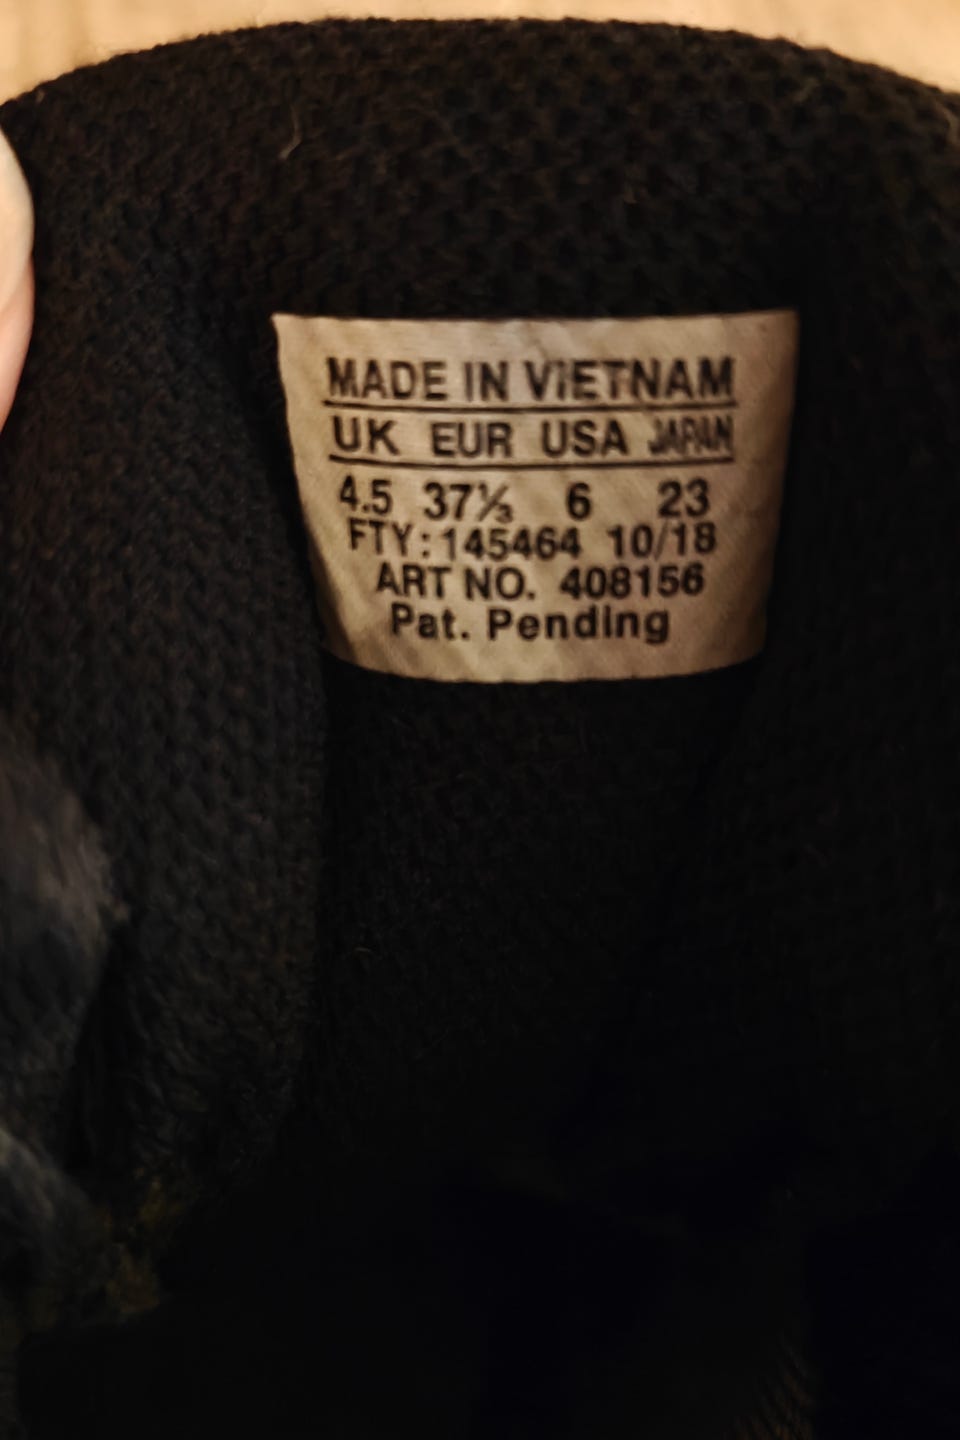 MADE IN VIETNAM
UK EUR USA JAPAN
4.5 37⅓ 6 23
FTY: 145464 10/18
ART NO. 408156
Pat. Pending